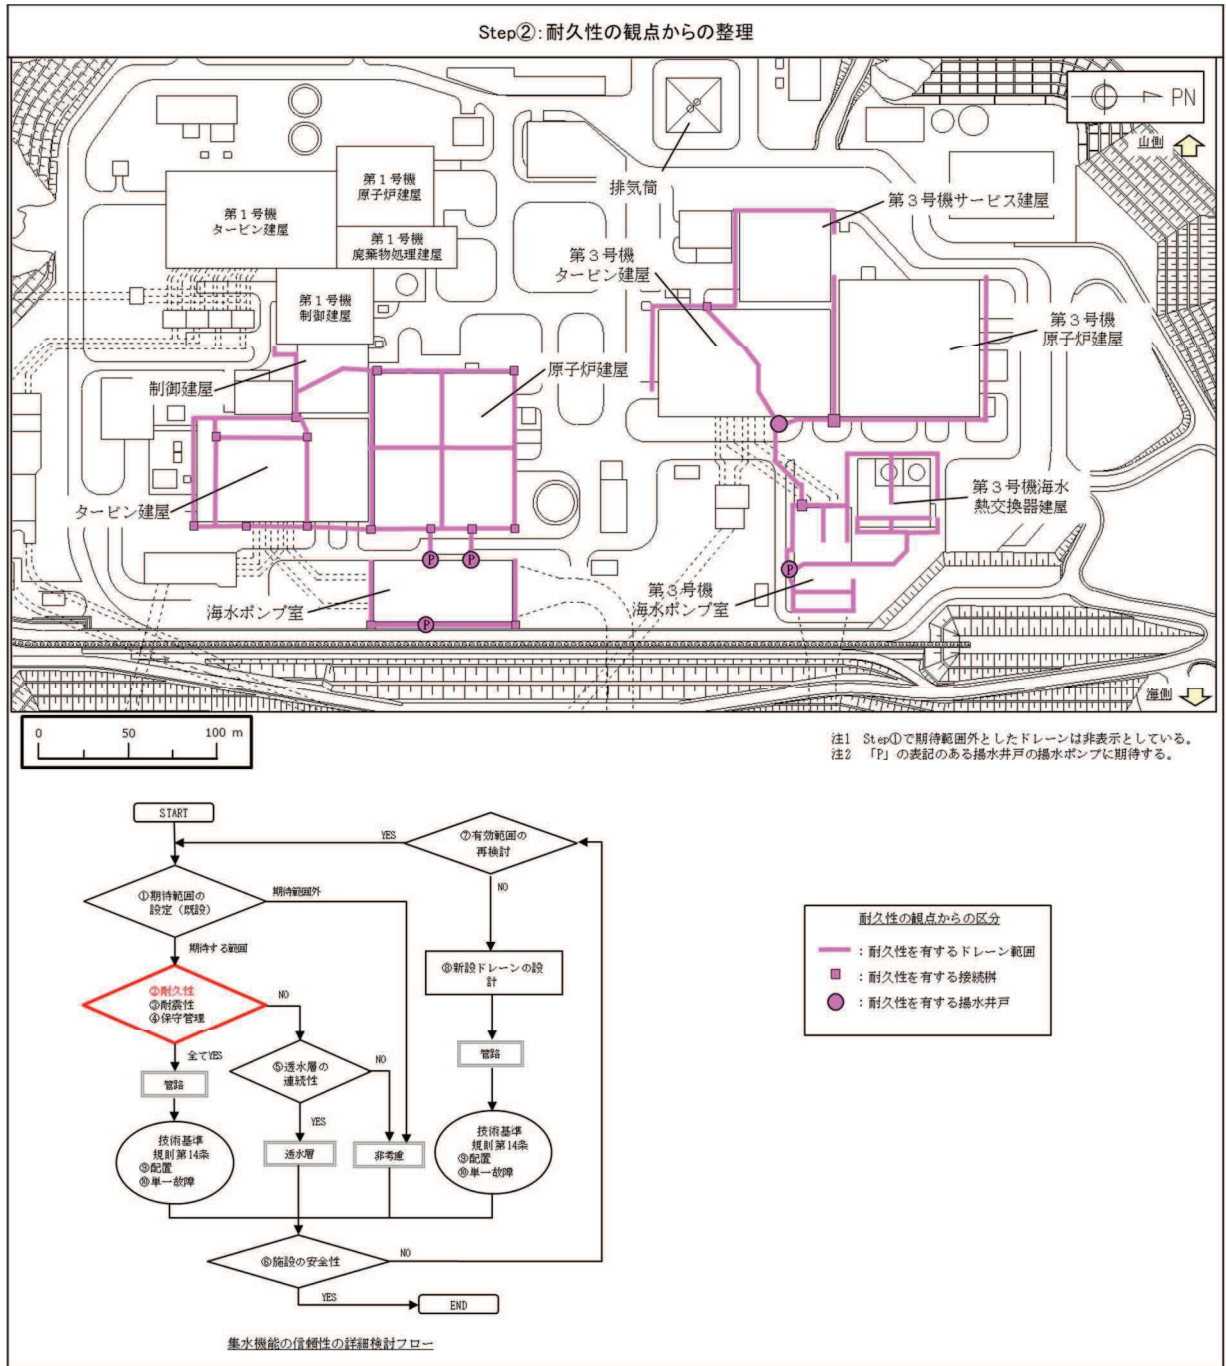 Step②:耐久性の観点からの整理
PN
山側
第1号機
原子炉建屋
第1号機
タービン建屋
第1号機
廃棄物処理建屋
第1号機
制御建屋
排気筒
第3号機サービス建屋
第3号機
タービン建屋
第3号機
原子炉建屋
原子炉建屋
制御建屋
タービン建屋
第3号機海水
熱交換器建屋
P
P
P
P
海水ポンプ室
第3号機
海水ポンプ室
海側
0 50 100 m
注1 Step①で期待範囲外としたドレーンは非表示としている。
注2 「P」の表記のある揚水井戸の揚水ポンプに期待する。
START
YES
⑦有効範囲の
再検討
①期待範囲の
設定(既設)
期待範囲外
NO
期待する範囲
⑧新設ドレーンの設
計
②耐久性
③耐震性
④保守管理
NO
全てYES
管路
⑤透水層の
連続性
NO
管路
YES
技術基準
規則第14条
⑨配置
⑩単一故障
透水層
非考慮
技術基準
規則第14条
⑨配置
⑩単一故障
⑥施設の安全性
NO
YES
END
集水機能の信頼性の詳細検討フロー
耐久性の観点からの区分
:耐久性を有するドレーン範囲
:耐久性を有する接続桝
:耐久性を有する揚水井戸